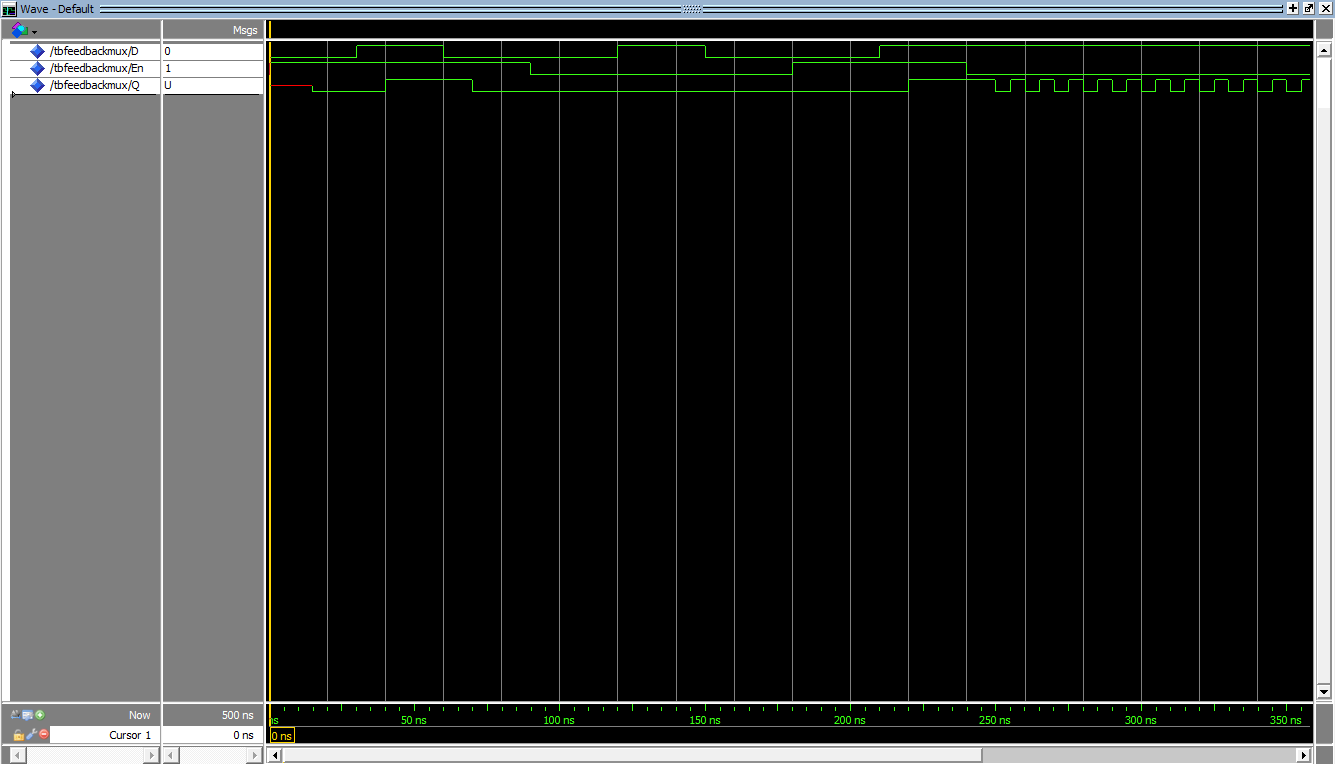 Wave - Default
Msgs
/tbfeedbackmux/D 0
/tbfeedbackmux/En 1
/tbfeedbackmux/Q U
Now 500 ns ns 50 ns 100 ns 150 ns 200 ns 250 ns 300 ns 350 ns
Cursor 1 0 ns 0 ns